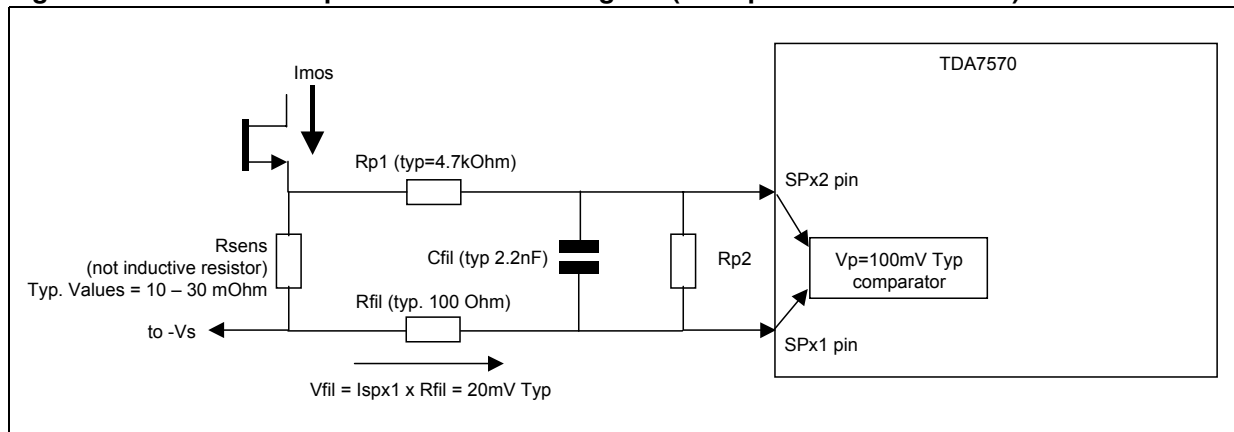 TDA7570
Imos
Rp1 (typ=4.7kOhm)
SPx2 pin
Rsens
(not inductive resistor)
Typ. Values = 10 – 30 mOhm
Cfil (typ 2.2nF)
Rp2
Vp=100mV Typ
comparator
Rfil (typ. 100 Ohm)
to -Vs
SPx1 pin
Vfil = Ispx1 x Rfil = 20mV Typ